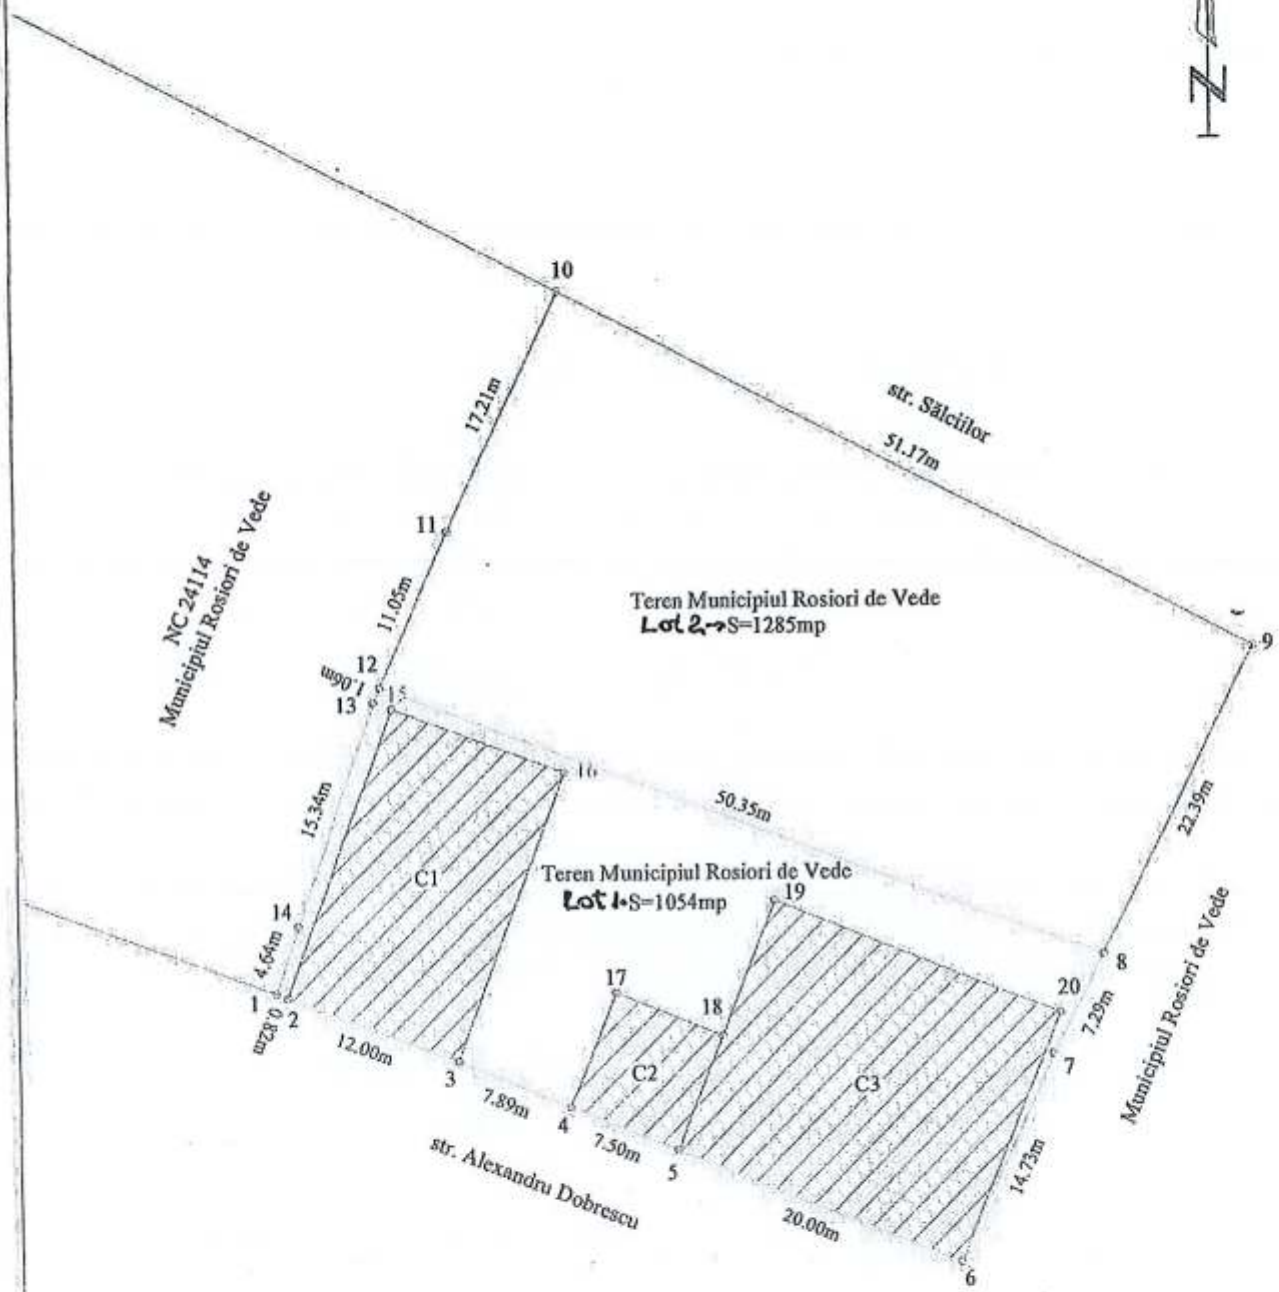 N
10
str. Sălciilor
51.17m
17.21m
11
NC 24114
Municipiul Rosiori de Vede
11.05m
Teren Municipiul Rosiori de Vede
Lot 2→S=1285mp
9
12
1.06m
13
15
16
22.39m
15.34m
50.35m
C1
Teren Municipiul Rosiori de Vede
Lot 1•S=1054mp
19
14
4.64m
8
Municipiul Rosiori de Vede
1
0.82m
2
17
18
20
7.29m
12.00m
3
C2
C3
7
7.89m
4
7.50m
5
14.73m
str. Alexandru Dobrescu
20.00m
6